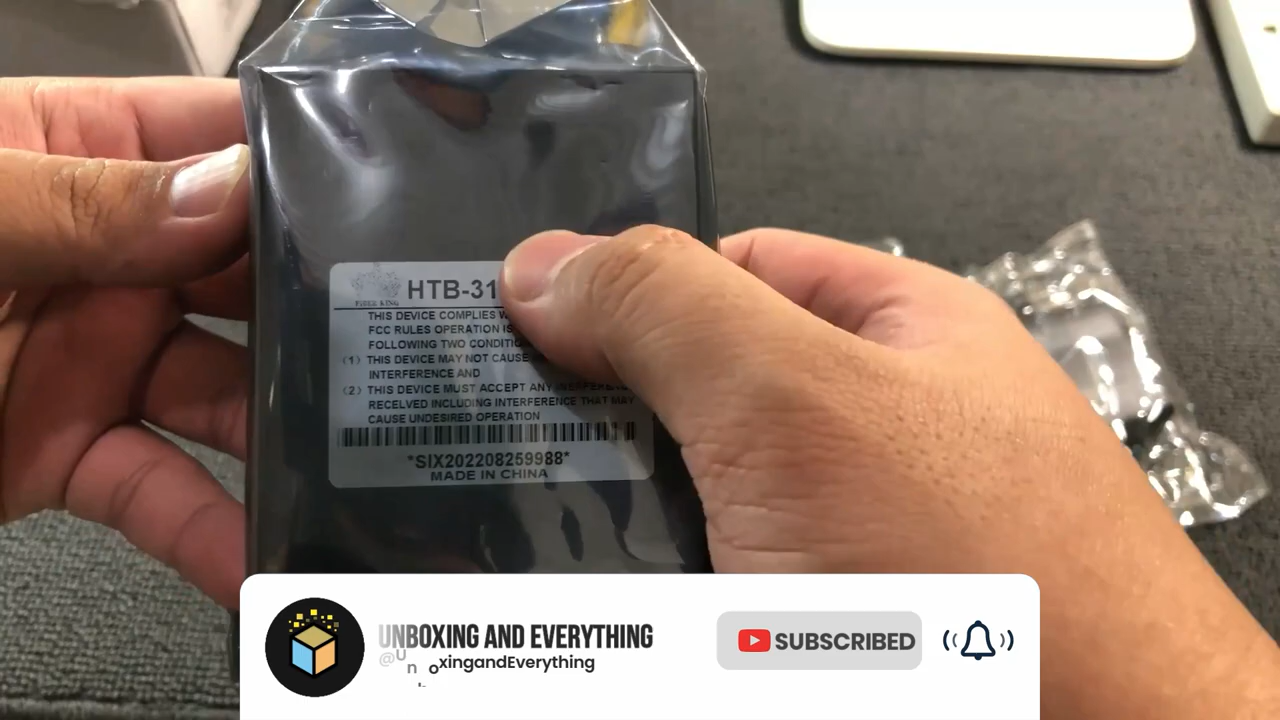 HTB-31
THIS DEVICE COMPLIES
FCC RULES OPERATION IS
FOLLOWING TWO
(1) THIS DEVICE MAY NOT CAUSE
INTERFERENCE AND
(2) THIS DEVICE MUST ACCEPT ANY INTERFERENCE
RECEIVED INCLUDING INTERFERENCE THAT MAY
CAUSE UNDESIRED OPERATION
*SIX202208259988*
MADE IN CHINA
UNBOXING AND EVERYTHING
SUBSCRIBED
oxingandEverything